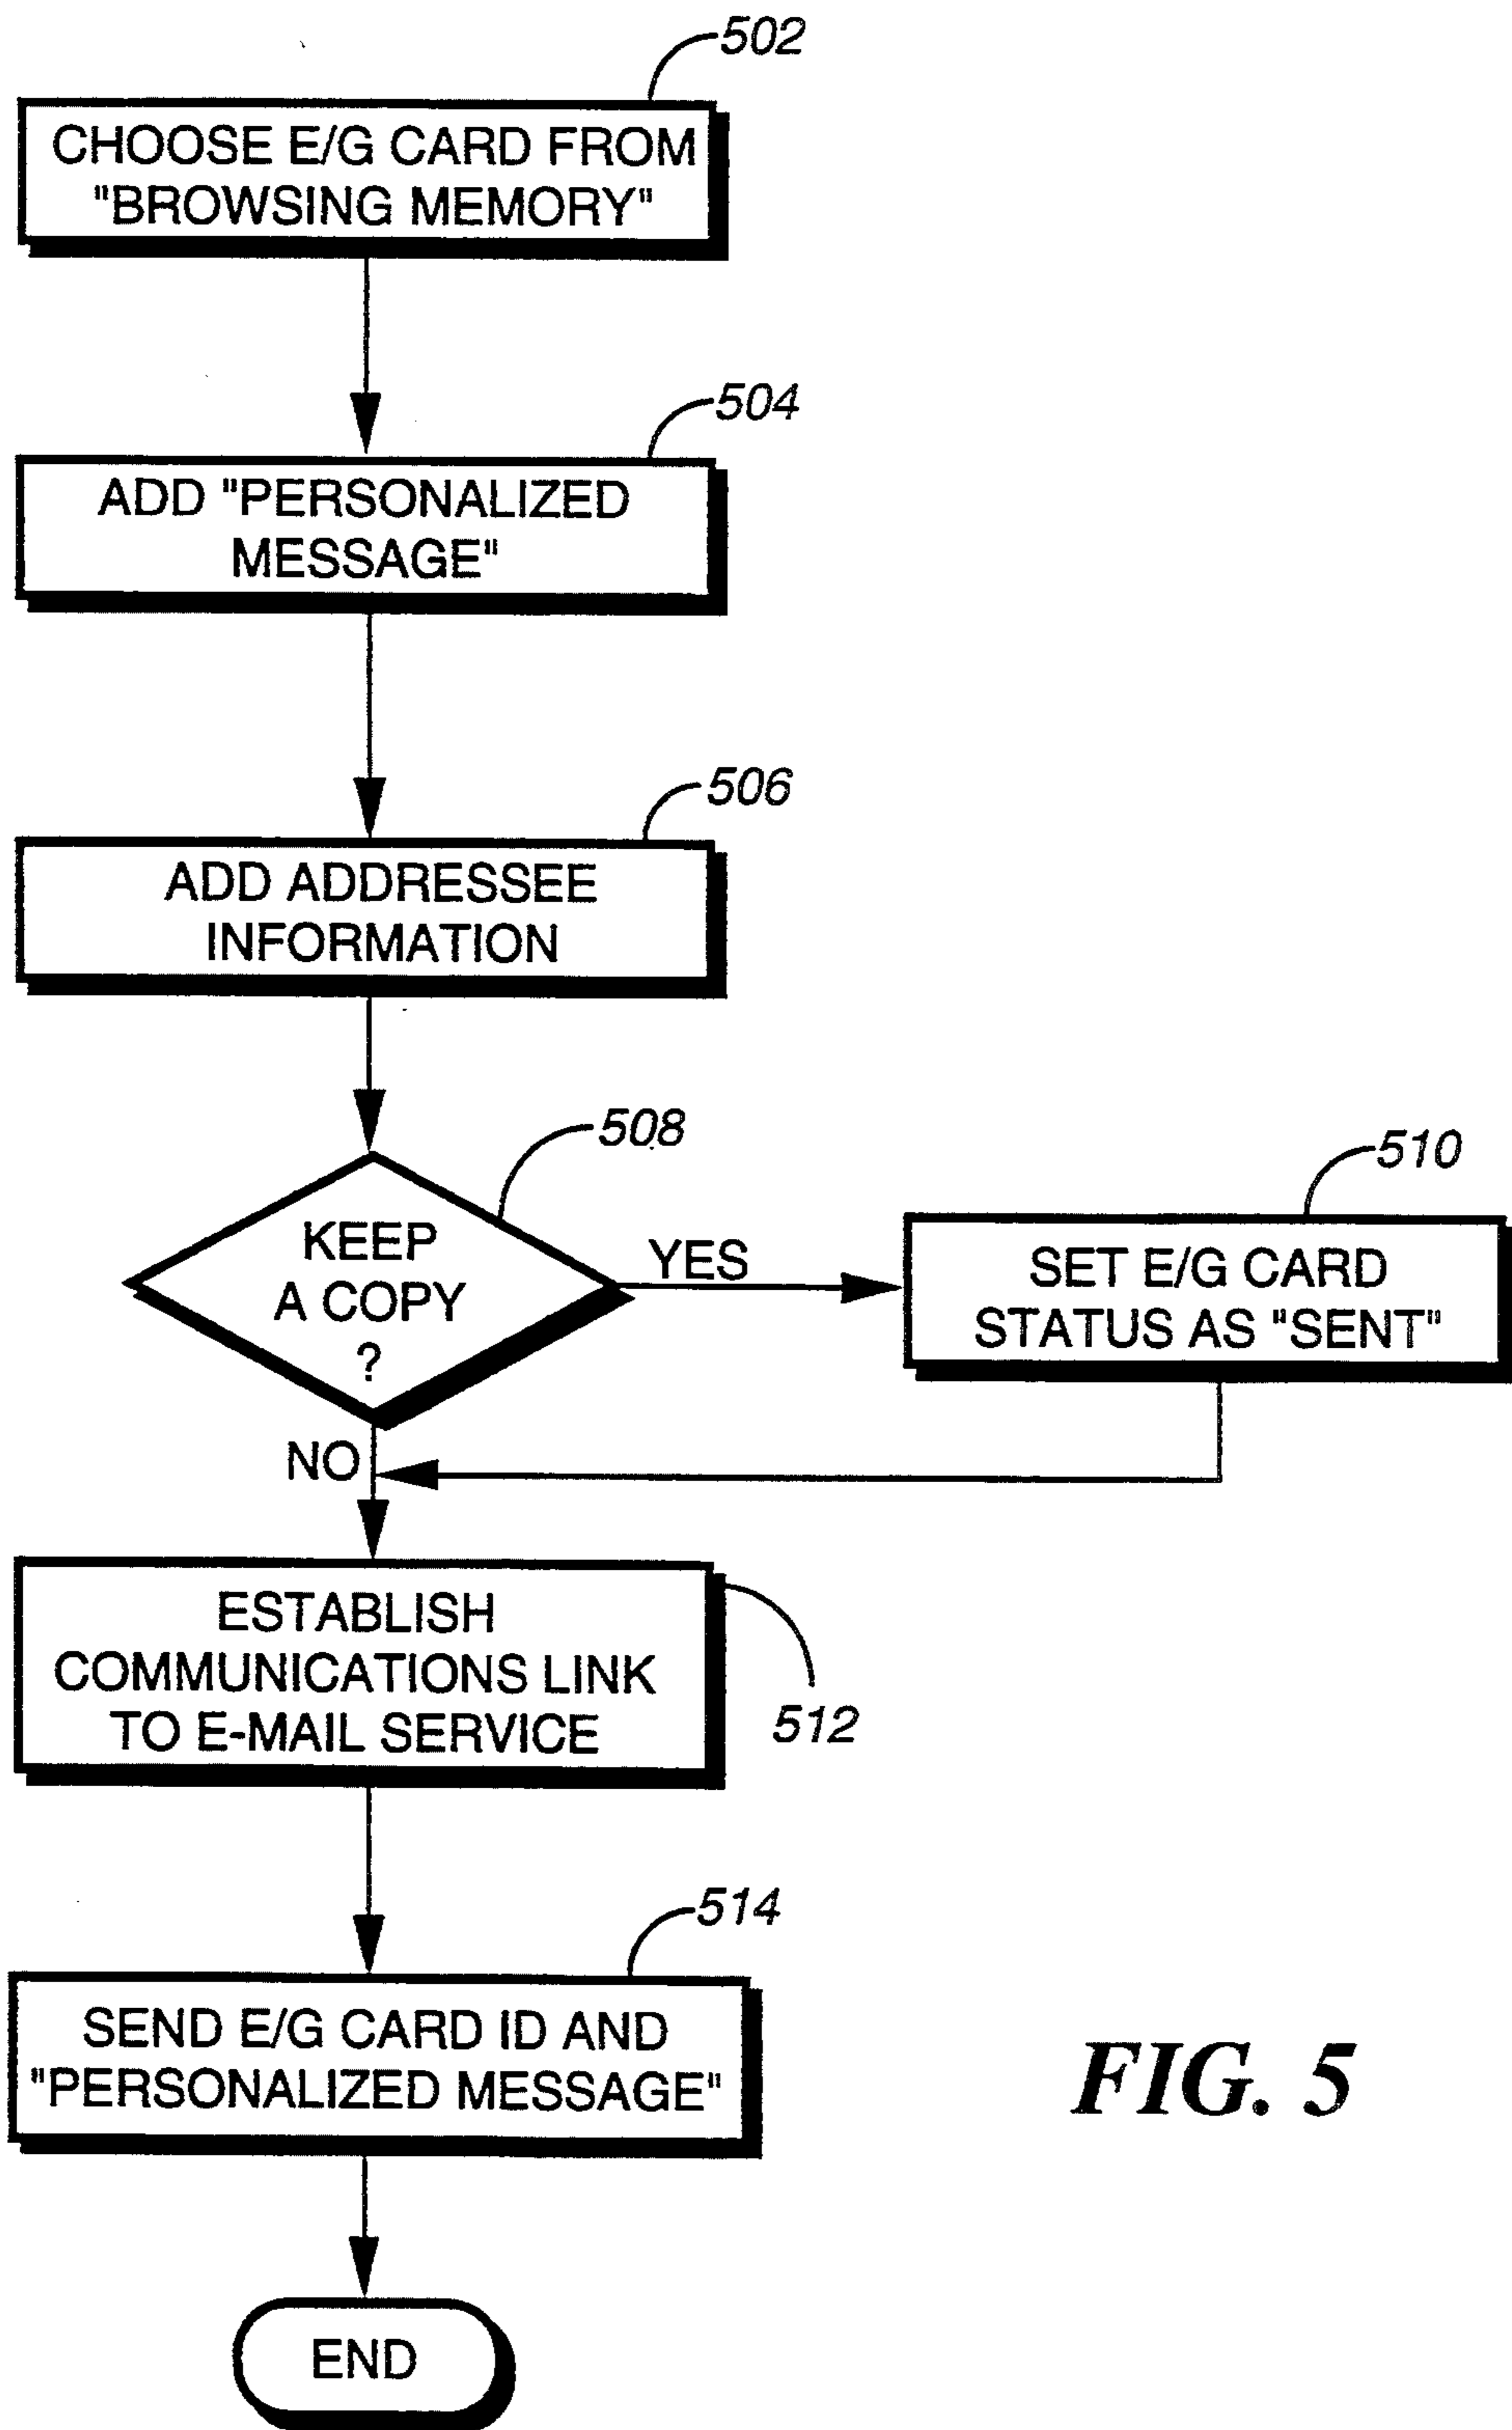 502
CHOOSE E/G CARD FROM
"BROWSING MEMORY"
504
ADD "PERSONALIZED
MESSAGE"
506
ADD ADDRESSEE
INFORMATION
508
KEEP
A COPY
?
YES
510
SET E/G CARD
STATUS AS "SENT"
NO
ESTABLISH
COMMUNICATIONS LINK
TO E-MAIL SERVICE
512
514
SEND E/G CARD ID AND
"PERSONALIZED MESSAGE"
END
FIG. 5